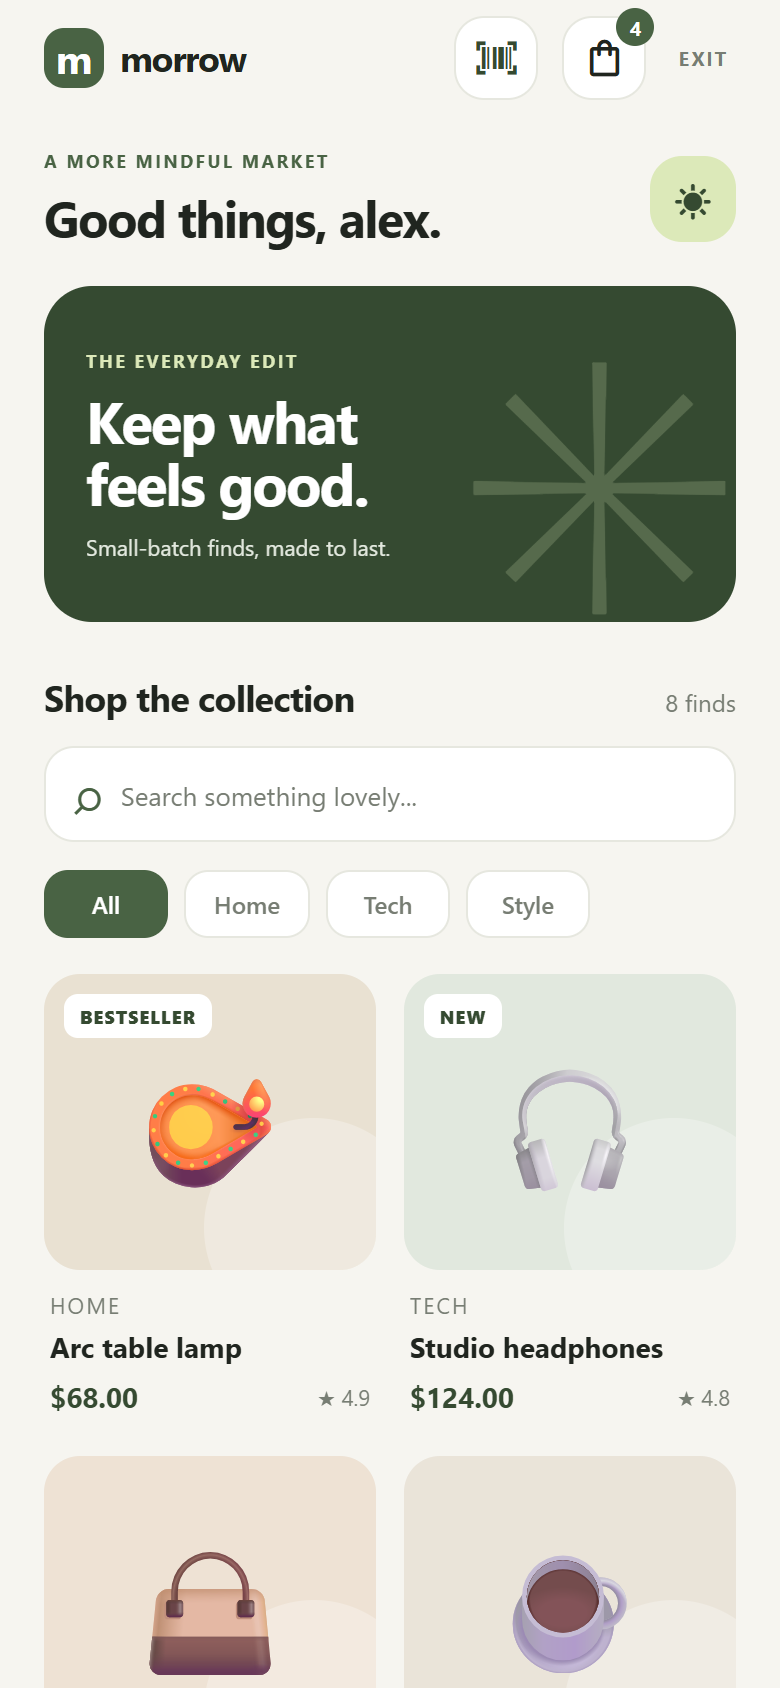 m morrow
4
EXIT
A MORE MINDFUL MARKET
Good things, alex.
THE EVERYDAY EDIT
Keep what
feels good.
Small-batch finds, made to last.
Shop the collection
8 finds
Search something lovely...
All
Home
Tech
Style
BESTSELLER
NEW
HOME
Arc table lamp
$68.00
★ 4.9
TECH
Studio headphones
$124.00
★ 4.8